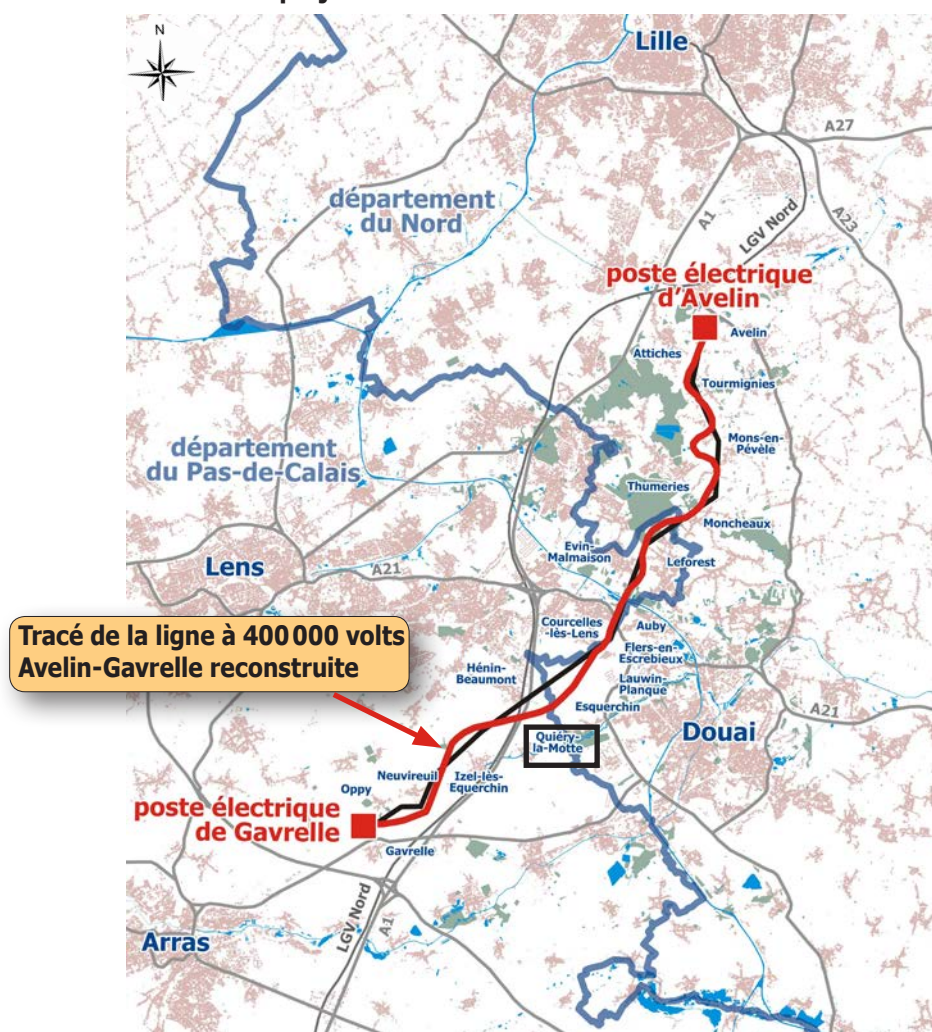 N
Lille
A27
département
du Nord
A1
LGV Nord
A23
poste électrique
d'Avelin
Avelin
Attiches
Tourmignies
département
du Pas-de-Calais
Mons-en-
Pévèle
Thumeries
Moncheaux
Evin-
Malmaison
Leforest
Lens
A21
Tracé de la ligne à 400 000 volts
Avelin-Gavrelle reconstruite
Courcelles
-lès-Lens
Auby
Flers-en-
Escrebieux
Hénin-
Beaumont
Lauwin-
Planque
Esquerchin
A21
Douai
Quiéry-
la-Motte
Neuvireuil
Izel-lès-
Equerchin
Oppy
poste électrique
de Gavrelle
Gavrelle
LGV Nord
A1
Arras